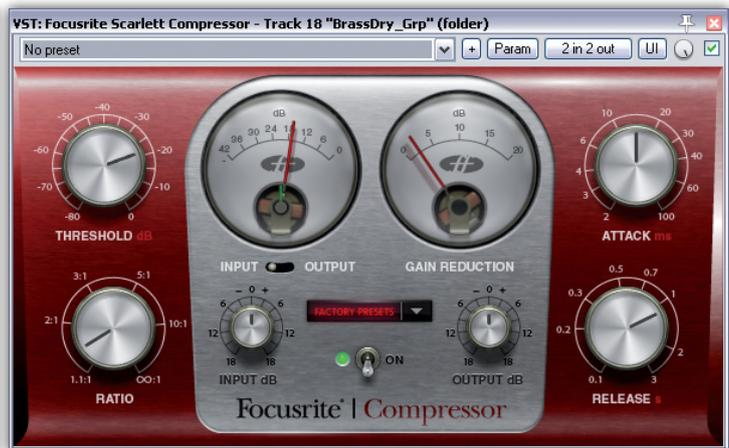 VST: Focusrite Scarlett Compressor - Track 18 "BrassDry_Grp" (folder)
No preset
+
Param
2 in 2 out
UI
-80 -70 -60 -50 -40 -30 -20 -10 0
THRESHOLD dB
dB
- 42 36 30 24 18 12 6 0
dB
0 5 10 15 20
2 3 4 6 10 20 30 40 60 100
ATTACK ms
INPUT OUTPUT
GAIN REDUCTION
1.1:1 2:1 3:1 5:1 10:1 OO:1
RATIO
18 12 6 - 0 + 6 12 18
INPUT dB
FACTORY PRESETS
ON
18 12 6 - 0 + 6 12 18
OUTPUT dB
0.1 0.2 0.3 0.5 0.7 1 2 3
RELEASE s
Focusrite® | Compressor